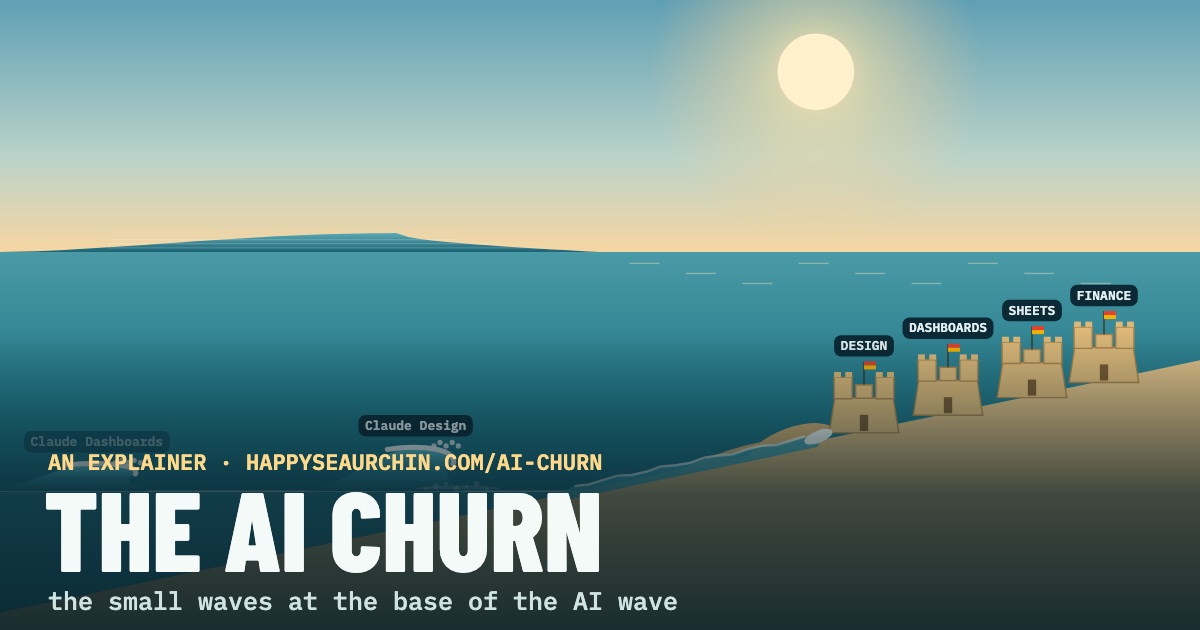 FINANCE
SHEETS
DASHBOARDS
DESIGN
Claude Design
Claude Dashboards
AN EXPLAINER · HAPPYSEAURCHIN.COM/AI-CHURN
THE AI CHURN
the small waves at the base of the AI wave